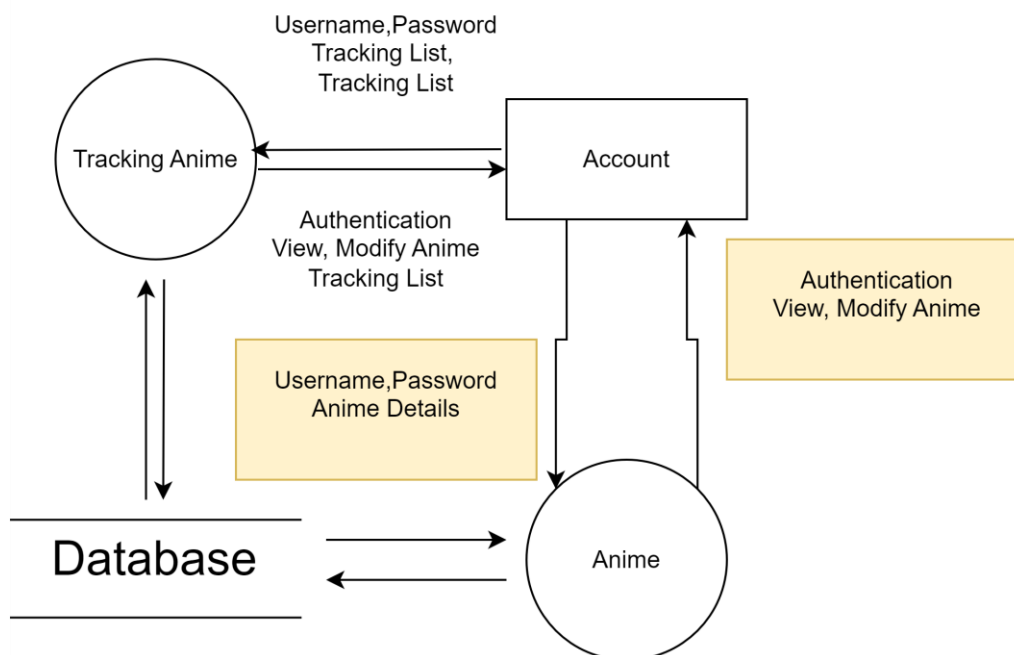 Username,Password
Tracking List,
Tracking List
Tracking Anime
Account
Authentication
View, Modify Anime
Tracking List
Authentication
View, Modify Anime
Username,Password
Anime Details
Database
Anime